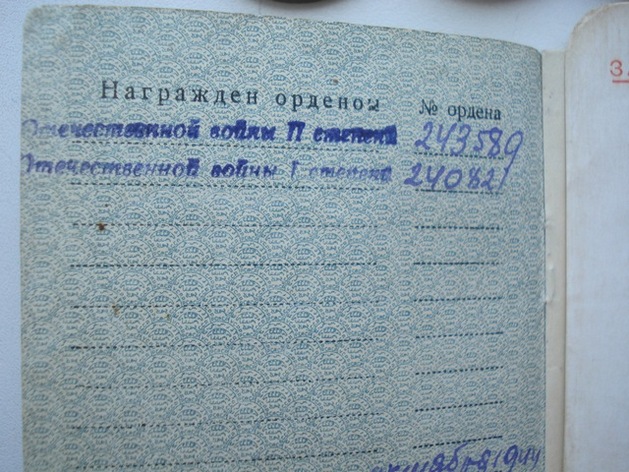 Награжден орденом № ордена
Отечественной войны II степени 243589
Отечественной войны I степени 240821